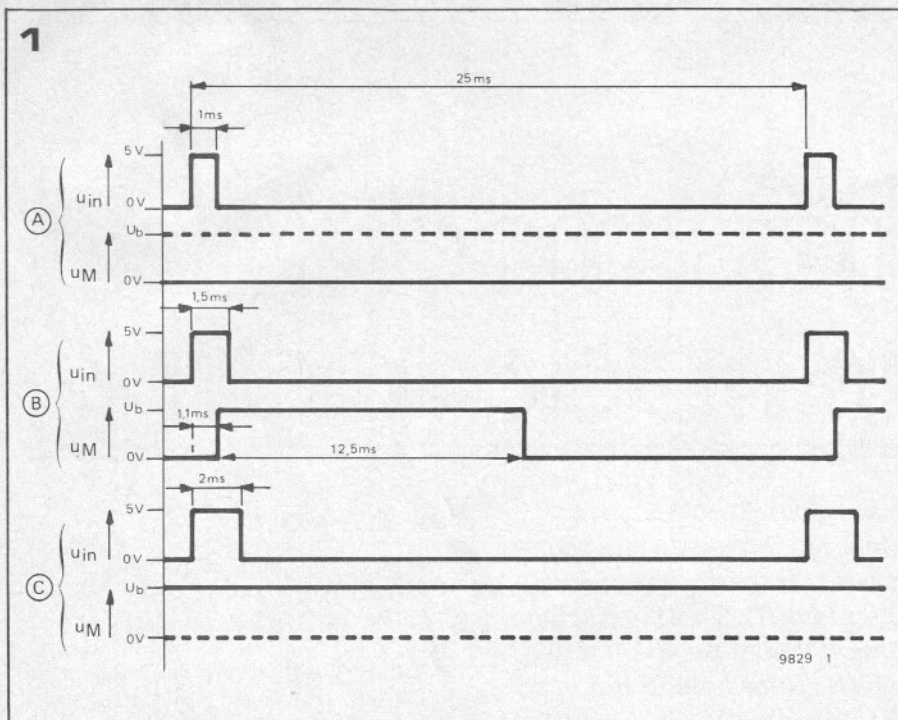 1
25ms
1ms
5V
uin
0V
A
Ub
uM
0V
1,5ms
5V
uin
0V
B
Ub
1,1ms
uM
0V
12,5ms
2ms
5V
uin
0V
C
Ub
uM
0V
9829 1